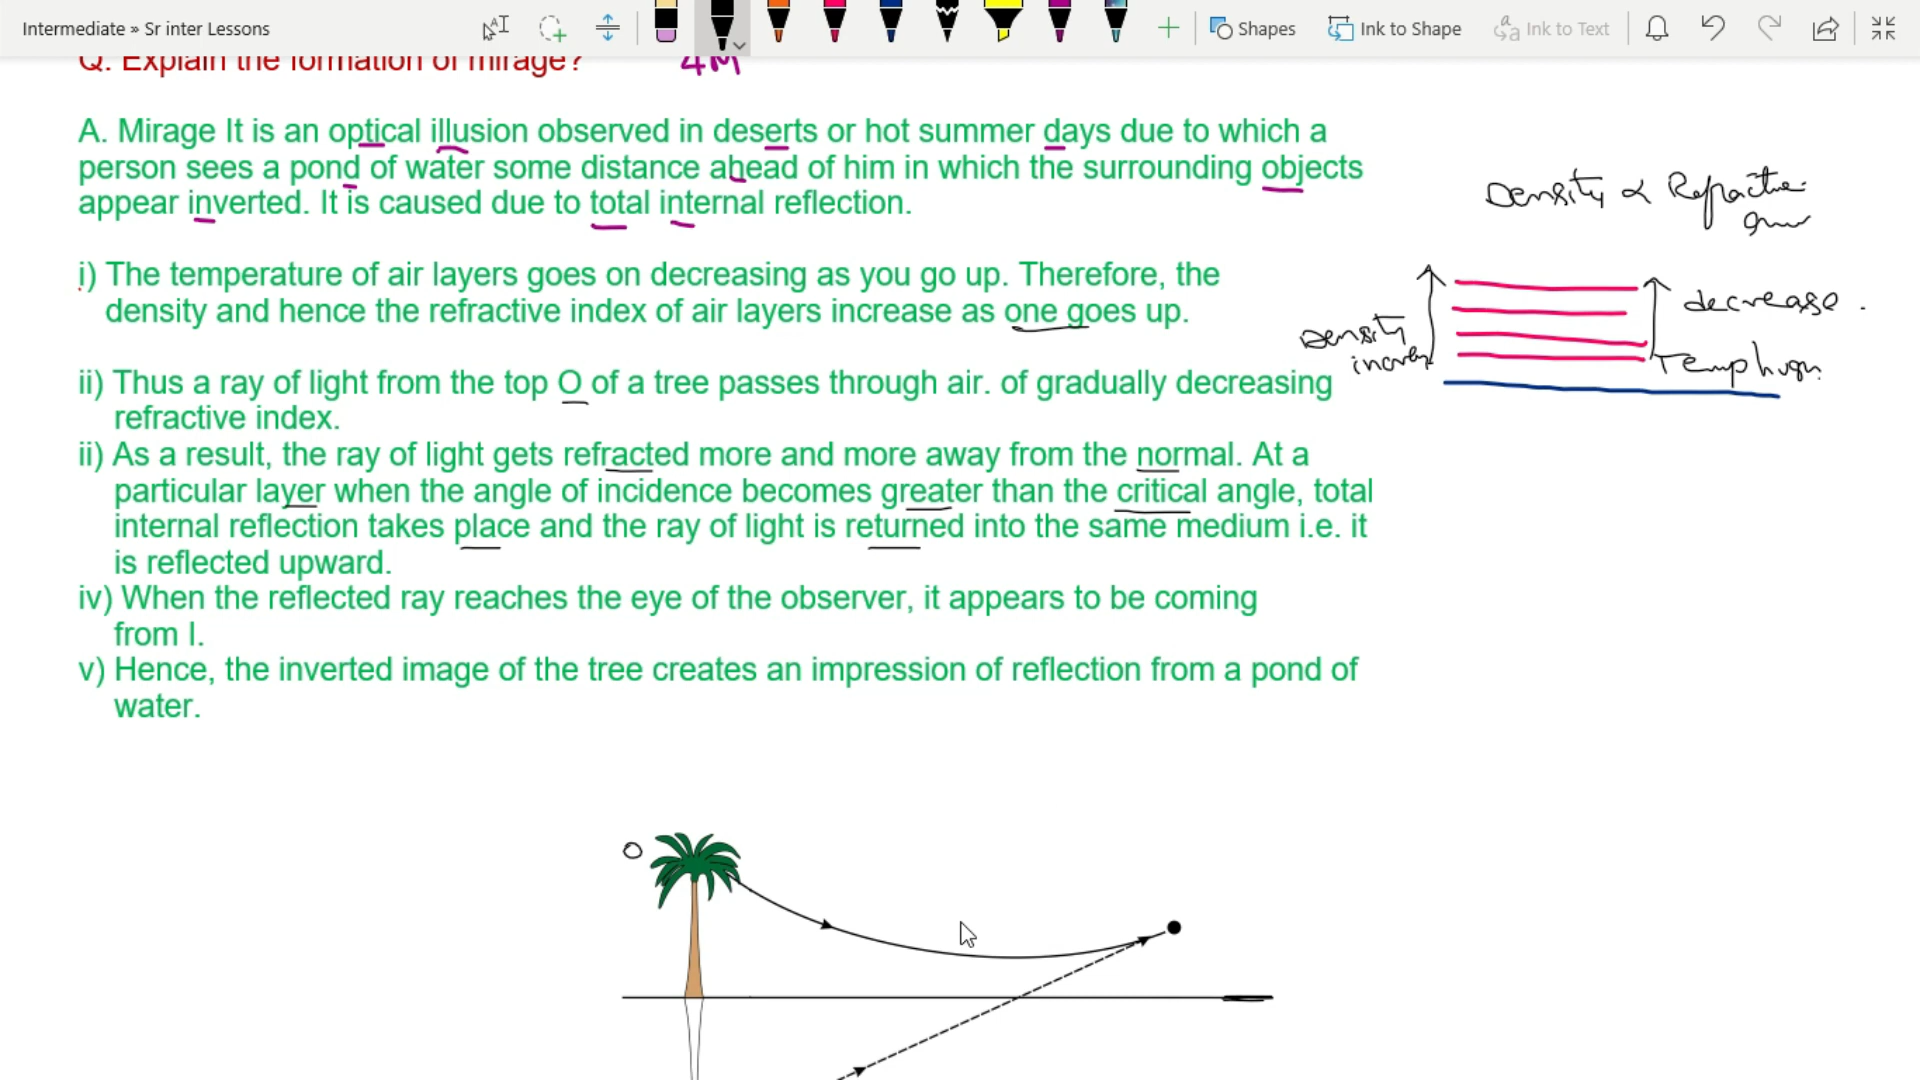 Intermediate » Sr inter Lessons
Shapes
Ink to Shape
Ink to Text
Q. Explain the formation of mirage? 4M
A. Mirage It is an optical illusion observed in deserts or hot summer days due to which a
person sees a pond of water some distance ahead of him in which the surrounding objects
appear inverted. It is caused due to total internal reflection.
i) The temperature of air layers goes on decreasing as you go up. Therefore, the
density and hence the refractive index of air layers increase as one goes up.
ii) Thus a ray of light from the top O of a tree passes through air. of gradually decreasing
refractive index.
ii) As a result, the ray of light gets refracted more and more away from the normal. At a
particular layer when the angle of incidence becomes greater than the critical angle, total
internal reflection takes place and the ray of light is returned into the same medium i.e. it
is reflected upward.
iv) When the reflected ray reaches the eye of the observer, it appears to be coming
from I.
v) Hence, the inverted image of the tree creates an impression of reflection from a pond of
water.
Density ∝ Refractive
decrease.
Density
Temp
O